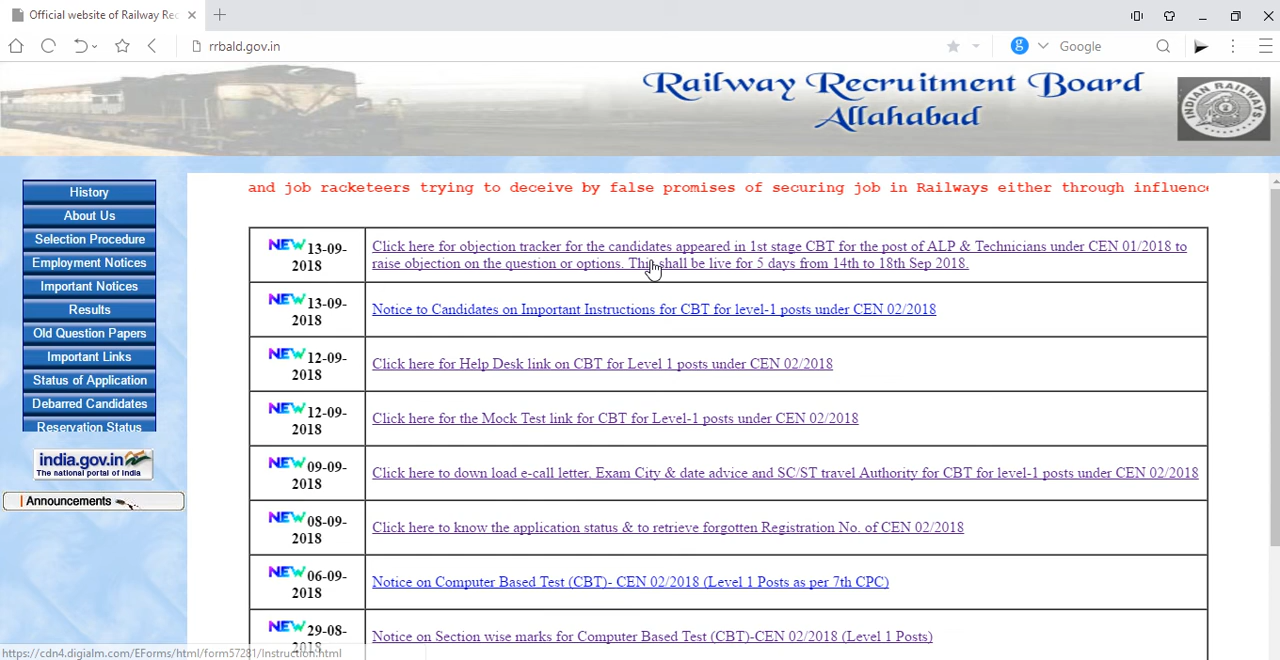 Official website of Railway Rec
rrbald.gov.in
Google
Railway Recruitment Board
Allahabad
INDIAN RAILWAYS
and job racketeers trying to deceive by false promises of securing job in Railways either through influence
History
About Us
Selection Procedure
Employment Notices
Important Notices
Results
Old Question Papers
Important Links
Status of Application
Debarred Candidates
Reservation Status
india.gov.in
The national portal of India
Announcements
NEW 13-09-
2018
Click here for objection tracker for the candidates appeared in 1st stage CBT for the post of ALP & Technicians under CEN 01/2018 to
raise objection on the question or options. This shall be live for 5 days from 14th to 18th Sep 2018.
NEW 13-09-
2018
Notice to Candidates on Important Instructions for CBT for level-1 posts under CEN 02/2018
NEW 12-09-
2018
Click here for Help Desk link on CBT for Level 1 posts under CEN 02/2018
NEW 12-09-
2018
Click here for the Mock Test link for CBT for Level-1 posts under CEN 02/2018
NEW 09-09-
2018
Click here to down load e-call letter, Exam City & date advice and SC/ST travel Authority for CBT for level-1 posts under CEN 02/2018
NEW 08-09-
2018
Click here to know the application status & to retrieve forgotten Registration No. of CEN 02/2018
NEW 06-09-
2018
Notice on Computer Based Test (CBT)- CEN 02/2018 (Level 1 Posts as per 7th CPC)
NEW 29-08-
2018
Notice on Section wise marks for Computer Based Test (CBT)-CEN 02/2018 (Level 1 Posts)
https://cdn4.digialm.com/EForms/html/form57281/Instruction.html